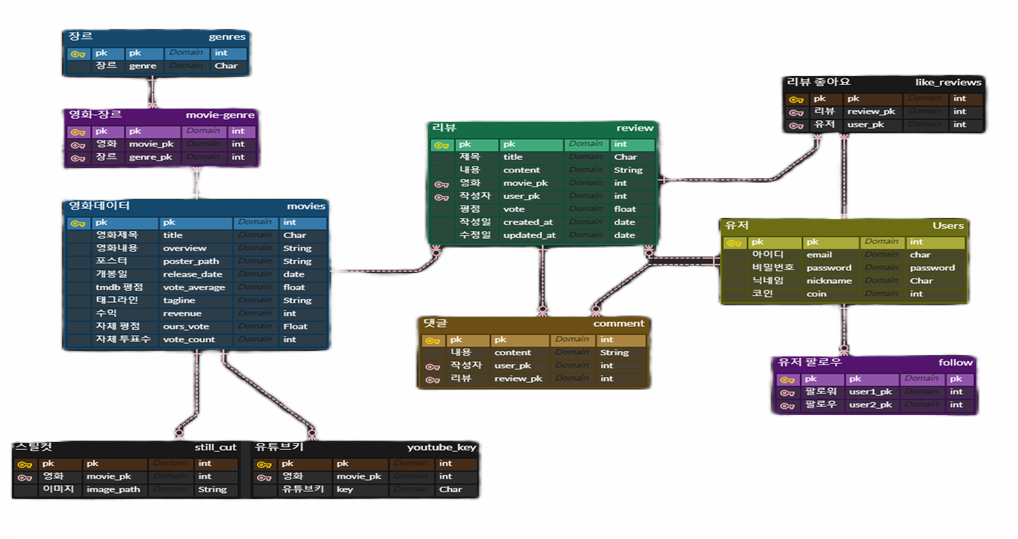 장르 genres
pk pk Domain int
장르 genre Domain Char
영화-장르 movie-genre
pk pk Domain int
영화 movie_pk Domain int
장르 genre_pk Domain int
영화데이터 movies
pk pk Domain int
영화제목 title Domain Char
영화내용 overview Domain String
포스터 poster_path Domain String
개봉일 release_date Domain date
tmdb 평점 vote_average Domain float
태그라인 tagline Domain String
수익 revenue Domain int
자체 평점 ours_vote Domain Float
자체 투표수 vote_count Domain int
스틸컷 still_cut
pk pk Domain int
영화 movie_pk Domain int
이미지 image_path Domain String
유튜브키 youtube_key
pk pk Domain int
영화 movie_pk Domain int
유튜브키 key Domain Char
리뷰 review
pk pk Domain int
제목 title Domain Char
내용 content Domain String
영화 movie_pk Domain int
작성자 user_pk Domain int
평점 vote Domain float
작성일 created_at Domain date
수정일 updated_at Domain date
댓글 comment
pk pk Domain int
내용 content Domain String
작성자 user_pk Domain int
리뷰 review_pk Domain int
리뷰 좋아요 like_reviews
pk pk Domain int
리뷰 review_pk Domain int
유저 user_pk Domain int
유저 Users
pk pk Domain int
아이디 email Domain char
비밀번호 password Domain password
닉네임 nickname Domain Char
코인 coin Domain int
유저 팔로우 follow
pk pk Domain pk
팔로워 user1_pk Domain int
팔로우 user2_pk Domain int